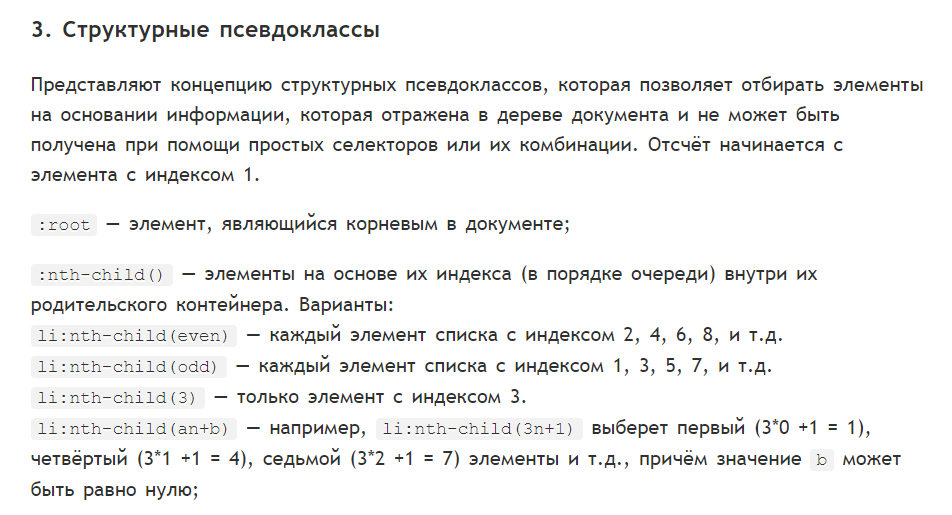 3. Структурные псевдоклассы
Представляют концепцию структурных псевдоклассов, которая позволяет отбирать элементы
на основании информации, которая отражена в дереве документа и не может быть
получена при помощи простых селекторов или их комбинации. Отсчёт начинается с
элемента с индексом 1.
:root — элемент, являющийся корневым в документе;
:nth-child() — элементы на основе их индекса (в порядке очереди) внутри их
родительского контейнера. Варианты:
li:nth-child(even) — каждый элемент списка с индексом 2, 4, 6, 8, и т.д.
li:nth-child(odd) — каждый элемент списка с индексом 1, 3, 5, 7, и т.д.
li:nth-child(3) — только элемент с индексом 3.
li:nth-child(an+b) — например, li:nth-child(3n+1) выберет первый (3*0 +1 = 1),
четвёртый (3*1 +1 = 4), седьмой (3*2 +1 = 7) элементы и т.д., причём значение b может
быть равно нулю;